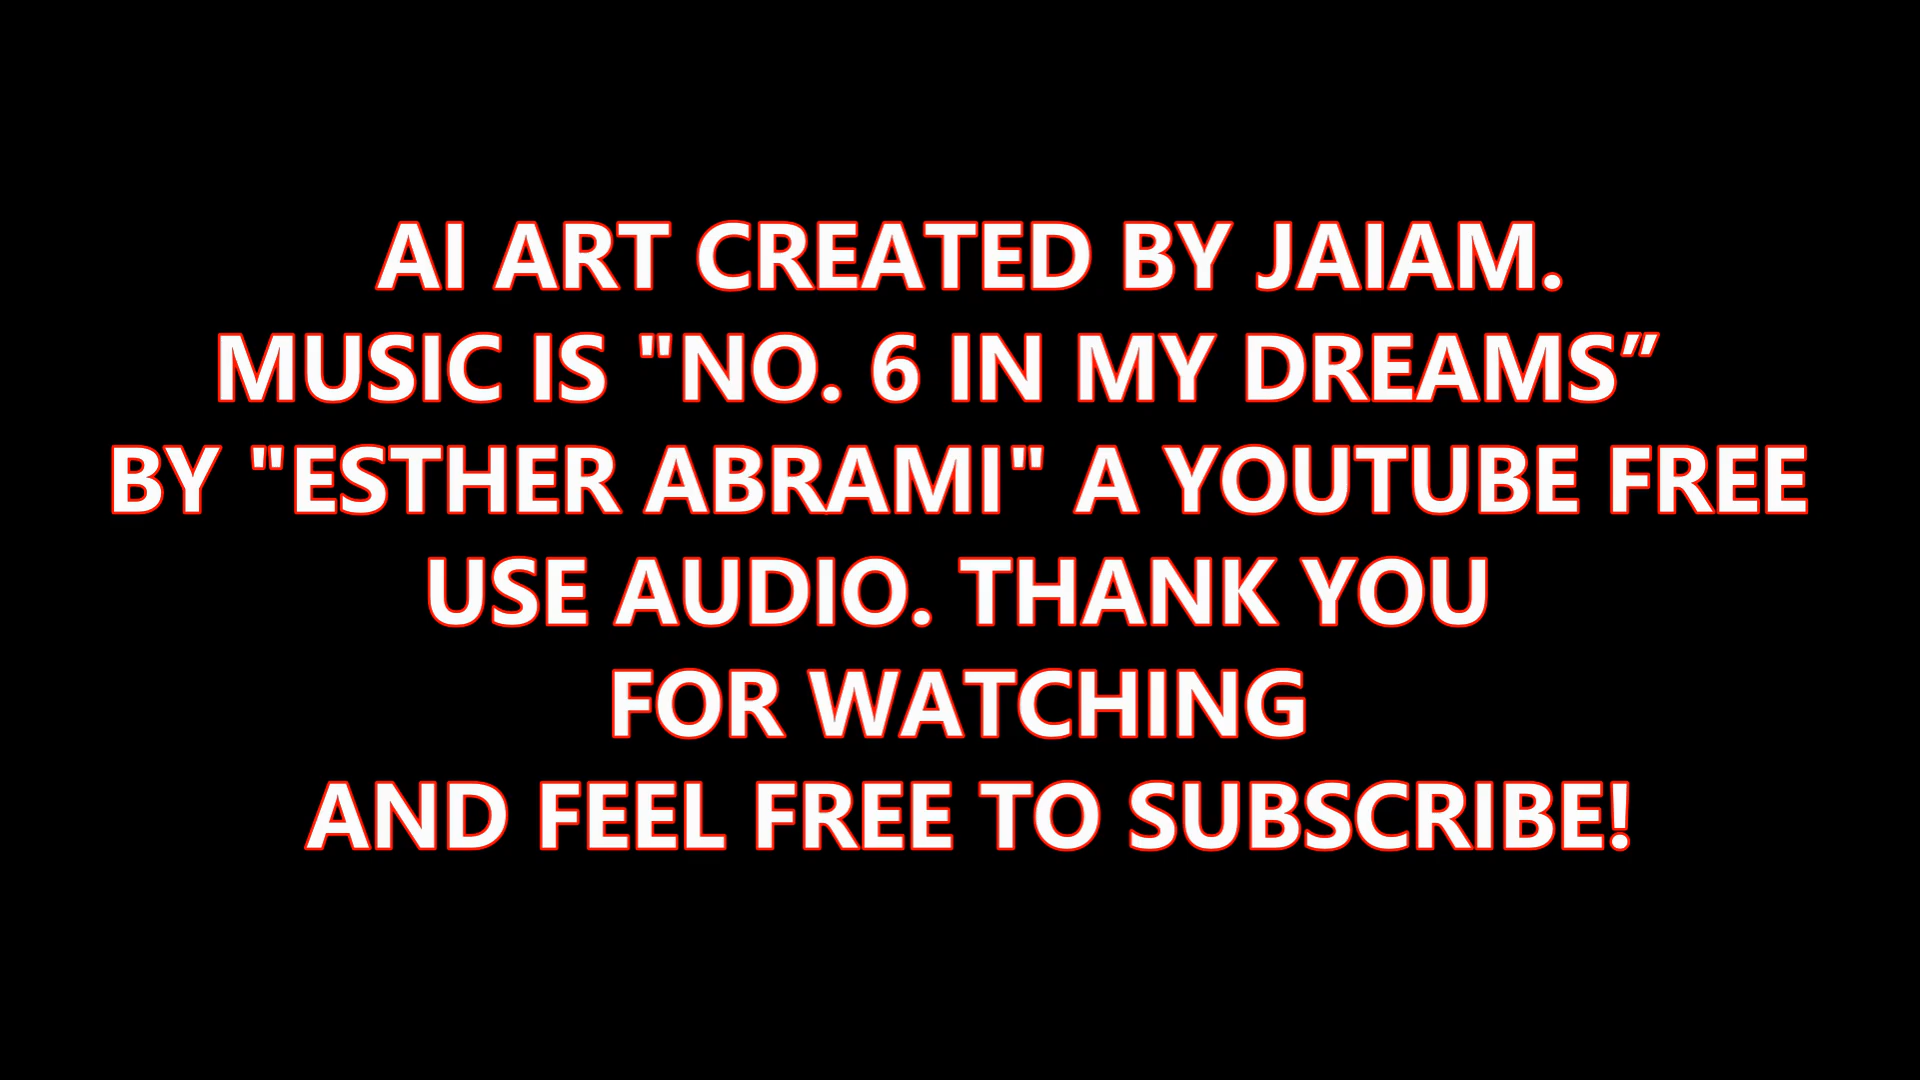 AI ART CREATED BY JAIAM.
MUSIC IS "NO. 6 IN MY DREAMS”
BY "ESTHER ABRAMI" A YOUTUBE FREE
USE AUDIO. THANK YOU
FOR WATCHING
AND FEEL FREE TO SUBSCRIBE!